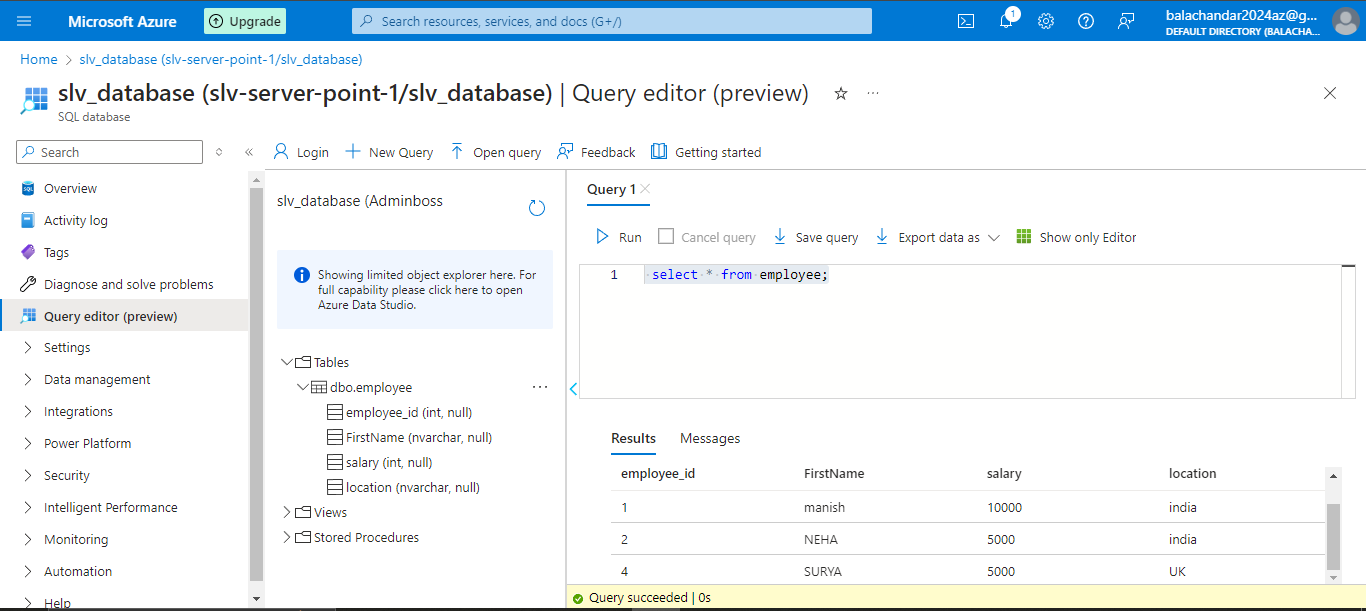 Microsoft Azure
Upgrade
Search resources, services, and docs (G+/)
1
balachandar2024az@g...
DEFAULT DIRECTORY (BALACHA...
Home > slv_database (slv-server-point-1/slv_database)
slv_database (slv-server-point-1/slv_database) | Query editor (preview)
...
SQL database
Search
Login
New Query
Open query
Feedback
Getting started
Overview
Activity log
Tags
Diagnose and solve problems
Query editor (preview)
Settings
Data management
Integrations
Power Platform
Security
Intelligent Performance
Monitoring
Automation
Help
slv_database (Adminboss
Showing limited object explorer here. For
full capability please click here to open
Azure Data Studio.
Tables
dbo.employee
...
employee_id (int, null)
FirstName (nvarchar, null)
salary (int, null)
location (nvarchar, null)
Views
Stored Procedures
Query 1
Run
Cancel query
Save query
Export data as
Show only Editor
1 select * from employee;
Results Messages
employee_id FirstName salary location
1 manish 10000 india
2 NEHA 5000 india
4 SURYA 5000 UK
Query succeeded | 0s